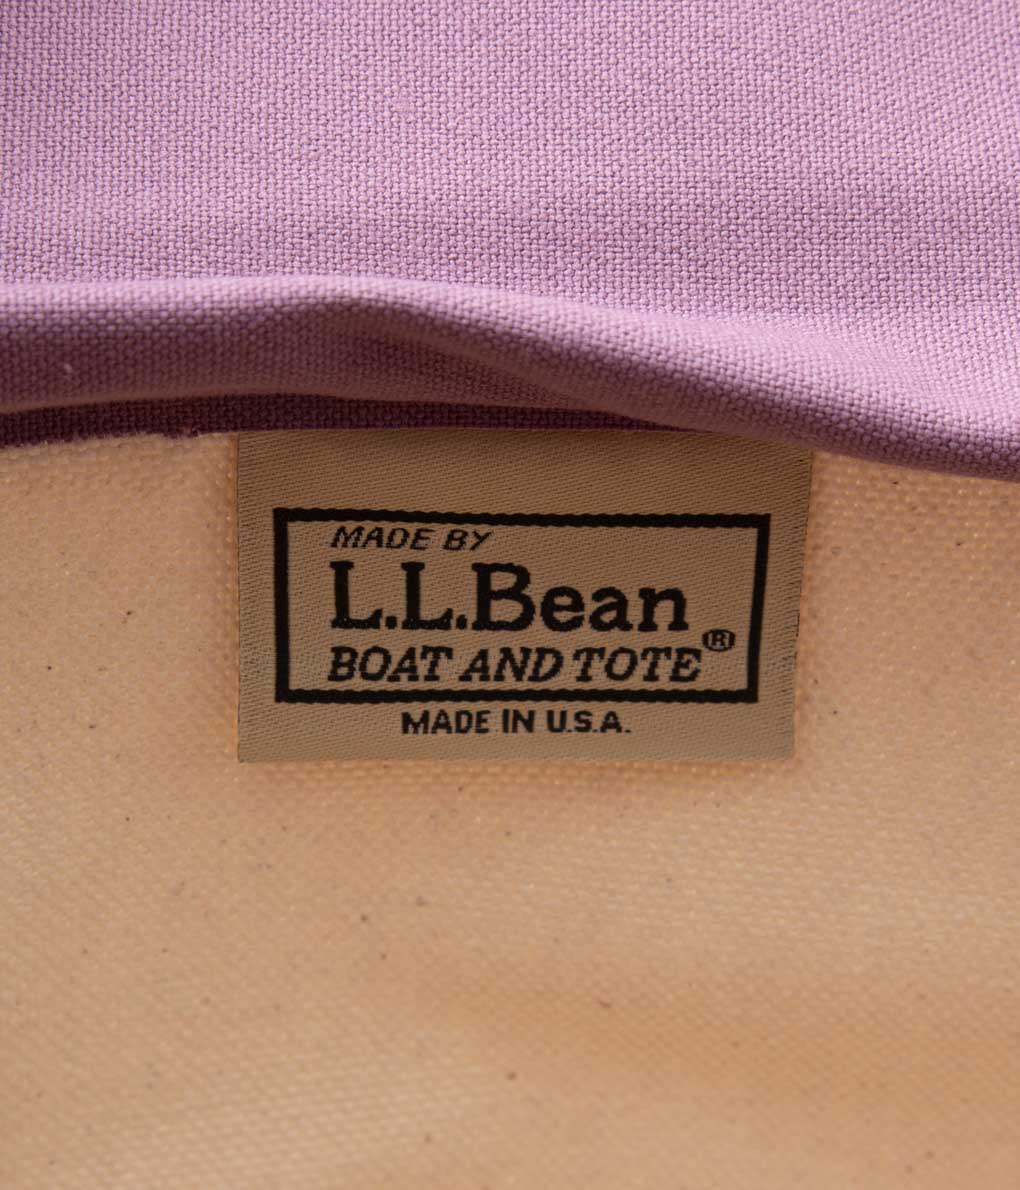 MADE BY
L.L.Bean
BOAT AND TOTE®
MADE IN U.S.A.